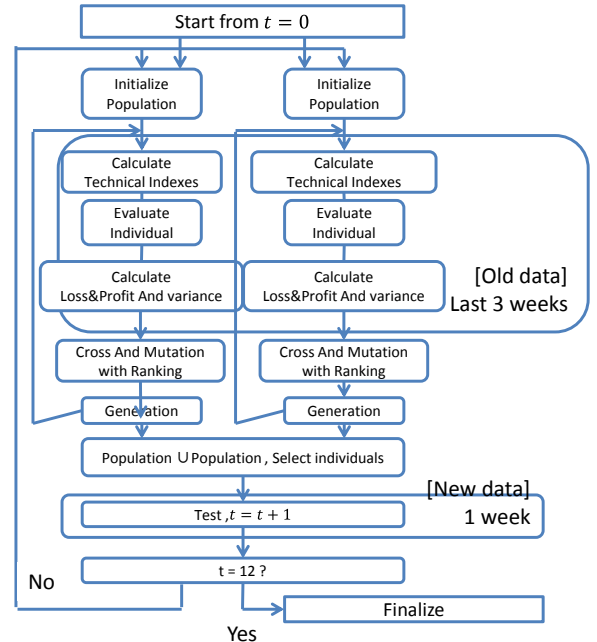 Start from t = 0
Initialize
Population
Initialize
Population
Calculate
Technical Indexes
Calculate
Technical Indexes
Evaluate
Individual
Evaluate
Individual
Calculate
Loss&Profit And variance
Calculate
Loss&Profit And variance
[Old data]
Last 3 weeks
Cross And Mutation
with Ranking
Cross And Mutation
with Ranking
Generation
Generation
Population ∪Population , Select individuals
[New data]
1 week
Test ,t = t + 1
t = 12 ?
No
Finalize
Yes